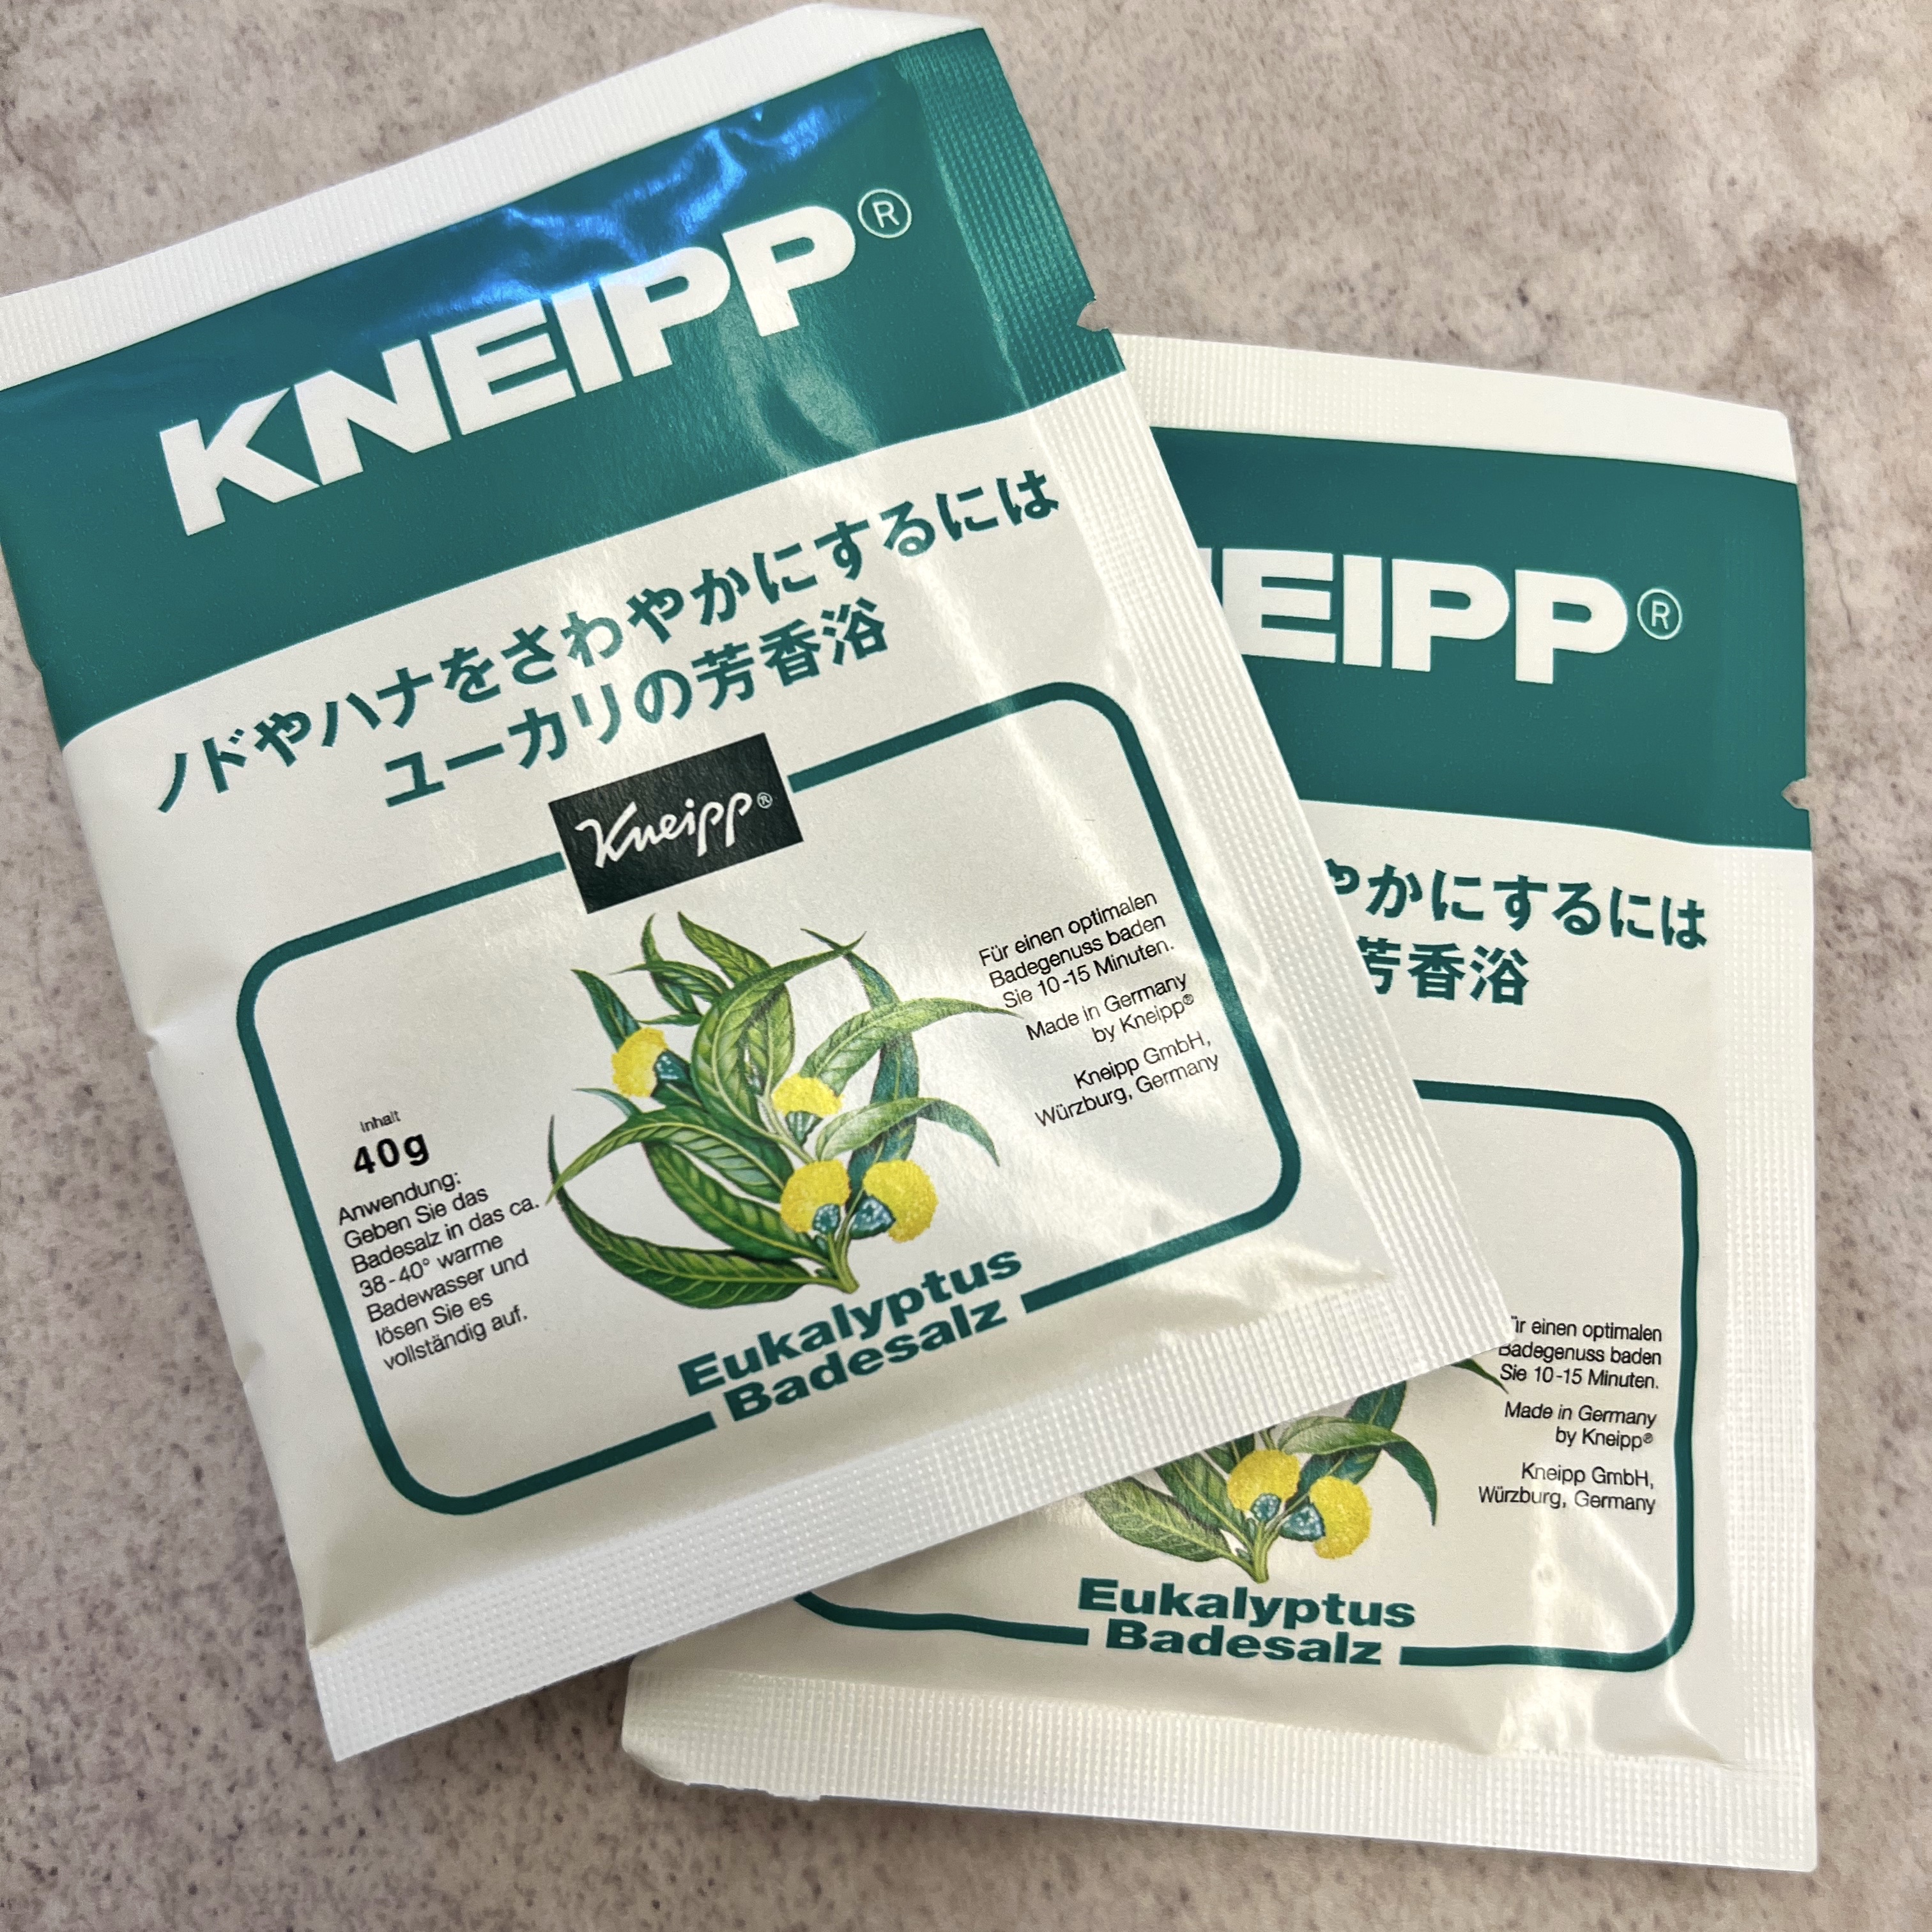 KNEIPP®
ノドやハナをさわやかにするには
ユーカリの芳香浴
Kneipp®
Für einen optimalen
Badegenuss baden
Sie 10-15 Minuten.
Made in Germany
by Kneipp®
Kneipp GmbH,
Würzburg, Germany
Inhalt
40g
Anwendung:
Geben Sie das
Badesalz in das ca.
38-40° warme
Badewasser und
lösen Sie es
vollständig auf.
Eukalyptus
Badesalz
EIPP®
やかにするには
芳香浴
einen optimalen
Badegenuss baden
Sie 10-15 Minuten.
Made in Germany
by Kneipp®
Kneipp GmbH,
Würzburg, Germany
Eukalyptus
Badesalz